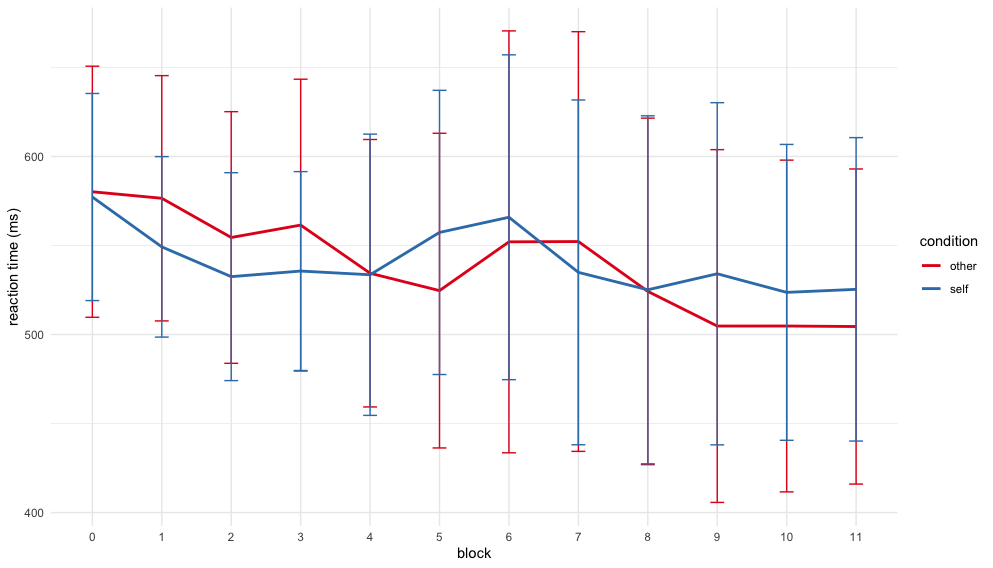 reaction time (ms)
600
500
400
0 1 2 3 4 5 6 7 8 9 10 11
block
condition
other
self